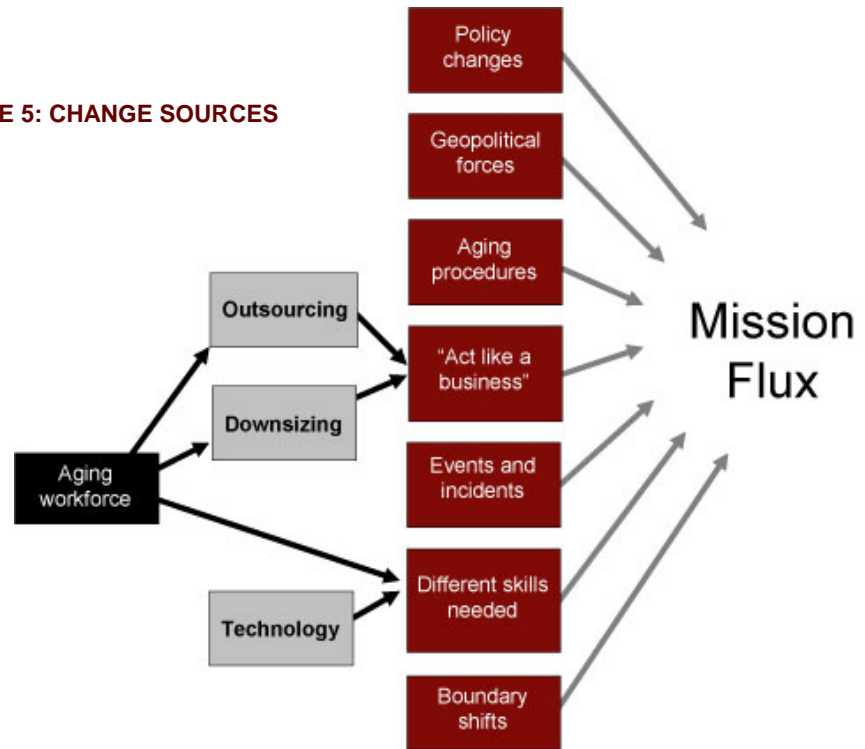 E 5: CHANGE SOURCES
Policy
changes
Geopolitical
forces
Aging
procedures
Outsourcing
"Act like a
business"
Mission
Flux
Downsizing
Aging
workforce
Events and
incidents
Different skills
needed
Technology
Boundary
shifts